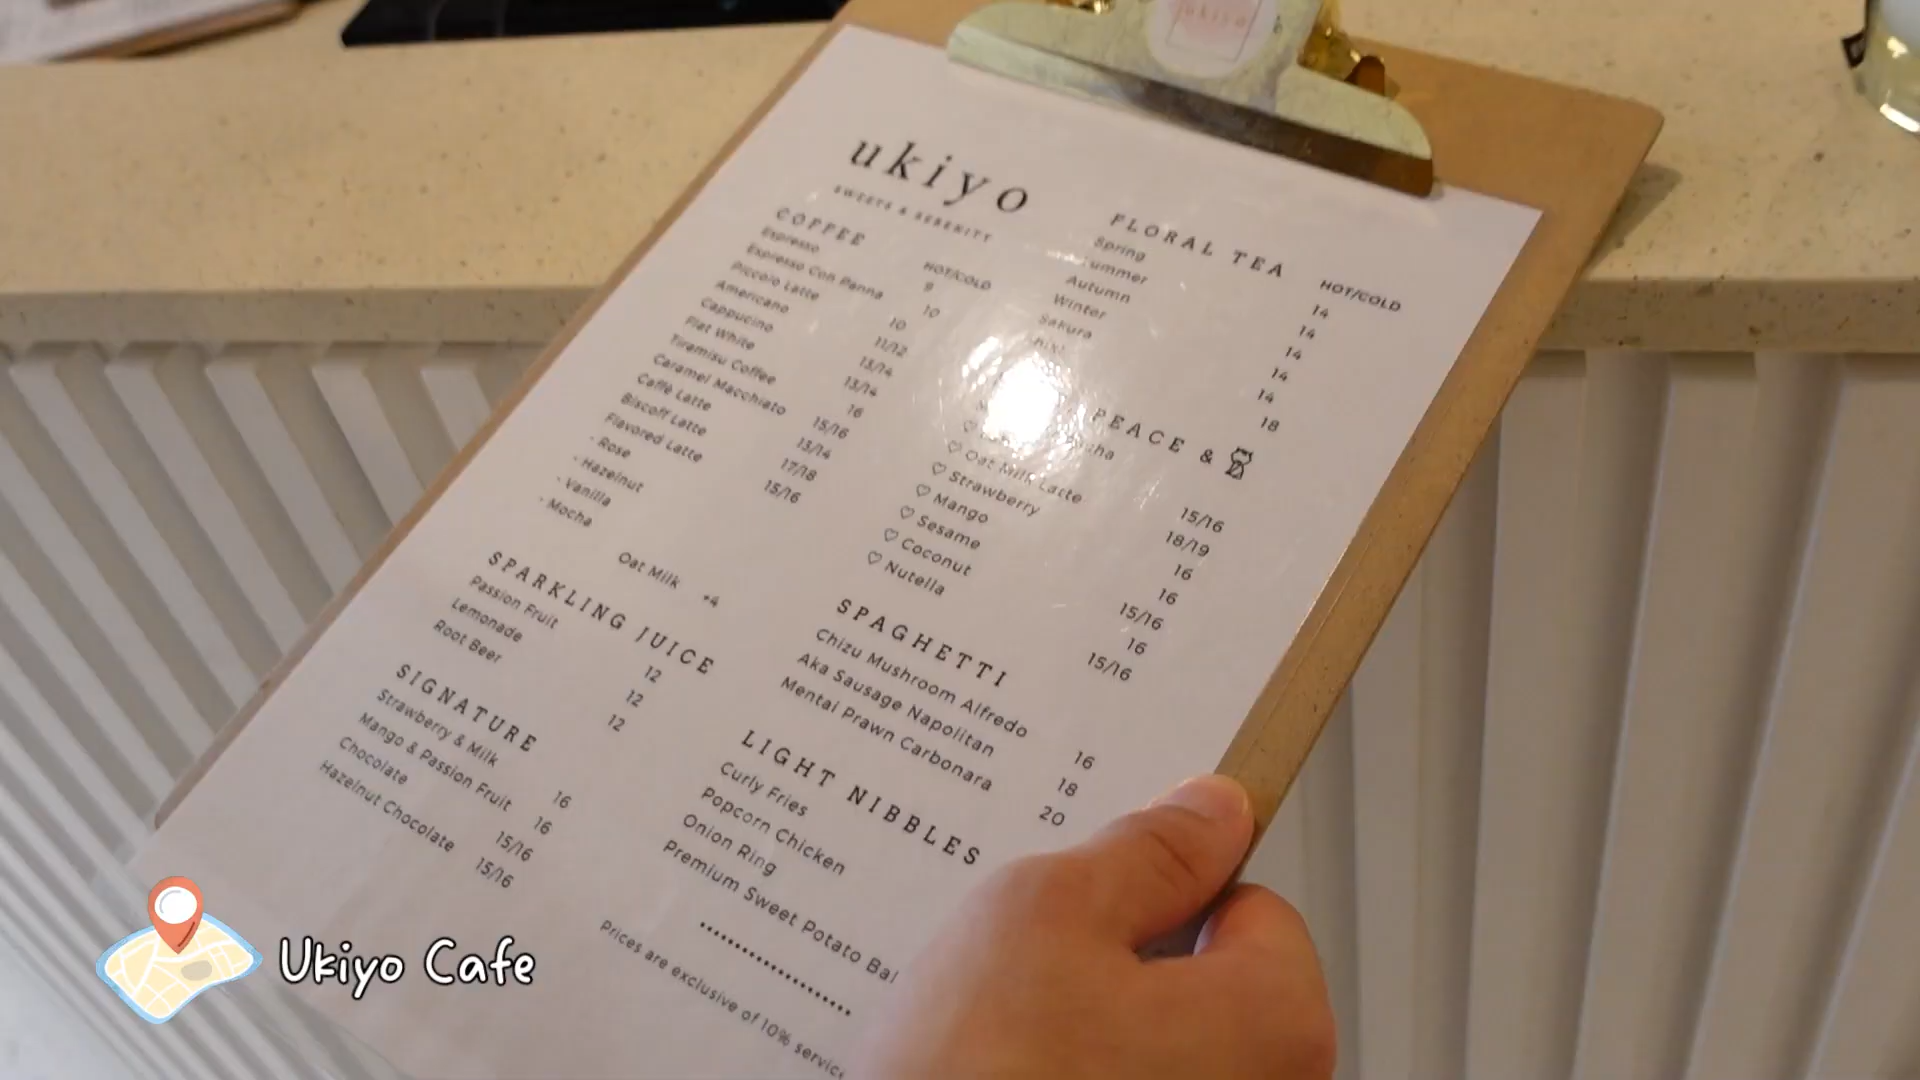 ukiyo
ukiyo
SWEETS & SERENITY
COFFEE
HOT/COLD
Espresso 9
Espresso Con Panna 10
Piccolo Latte 10
Americano 11/12
Cappucino 13/14
Flat White 13/14
Tiramisu Coffee 16
Caramel Macchiato 15/16
Caffè Latte 13/14
Biscoff Latte 17/18
Flavored Latte 15/16
- Rose
- Hazelnut
- Vanilla
- Mocha
Oat Milk +4
SPARKLING JUICE
Passion Fruit 12
Lemonade 12
Root Beer 12
SIGNATURE
Strawberry & Milk 16
Mango & Passion Fruit 16
Chocolate 15/16
Hazelnut Chocolate 15/16
FLORAL TEA
HOT/COLD
Spring 14
Summer 14
Autumn 14
Winter 14
Sakura 14
18
PEACE &
15/16
♡ Oat Milk Latte 18/19
♡ Strawberry 16
♡ Mango 16
♡ Sesame 15/16
♡ Coconut 16
♡ Nutella 15/16
SPAGHETTI
Chizu Mushroom Alfredo 16
Aka Sausage Napolitan 18
Mentai Prawn Carbonara 20
LIGHT NIBBLES
Curly Fries
Popcorn Chicken
Onion Ring
Premium Sweet Potato Bal
Prices are exclusive of 10% service
Ukiyo Cafe